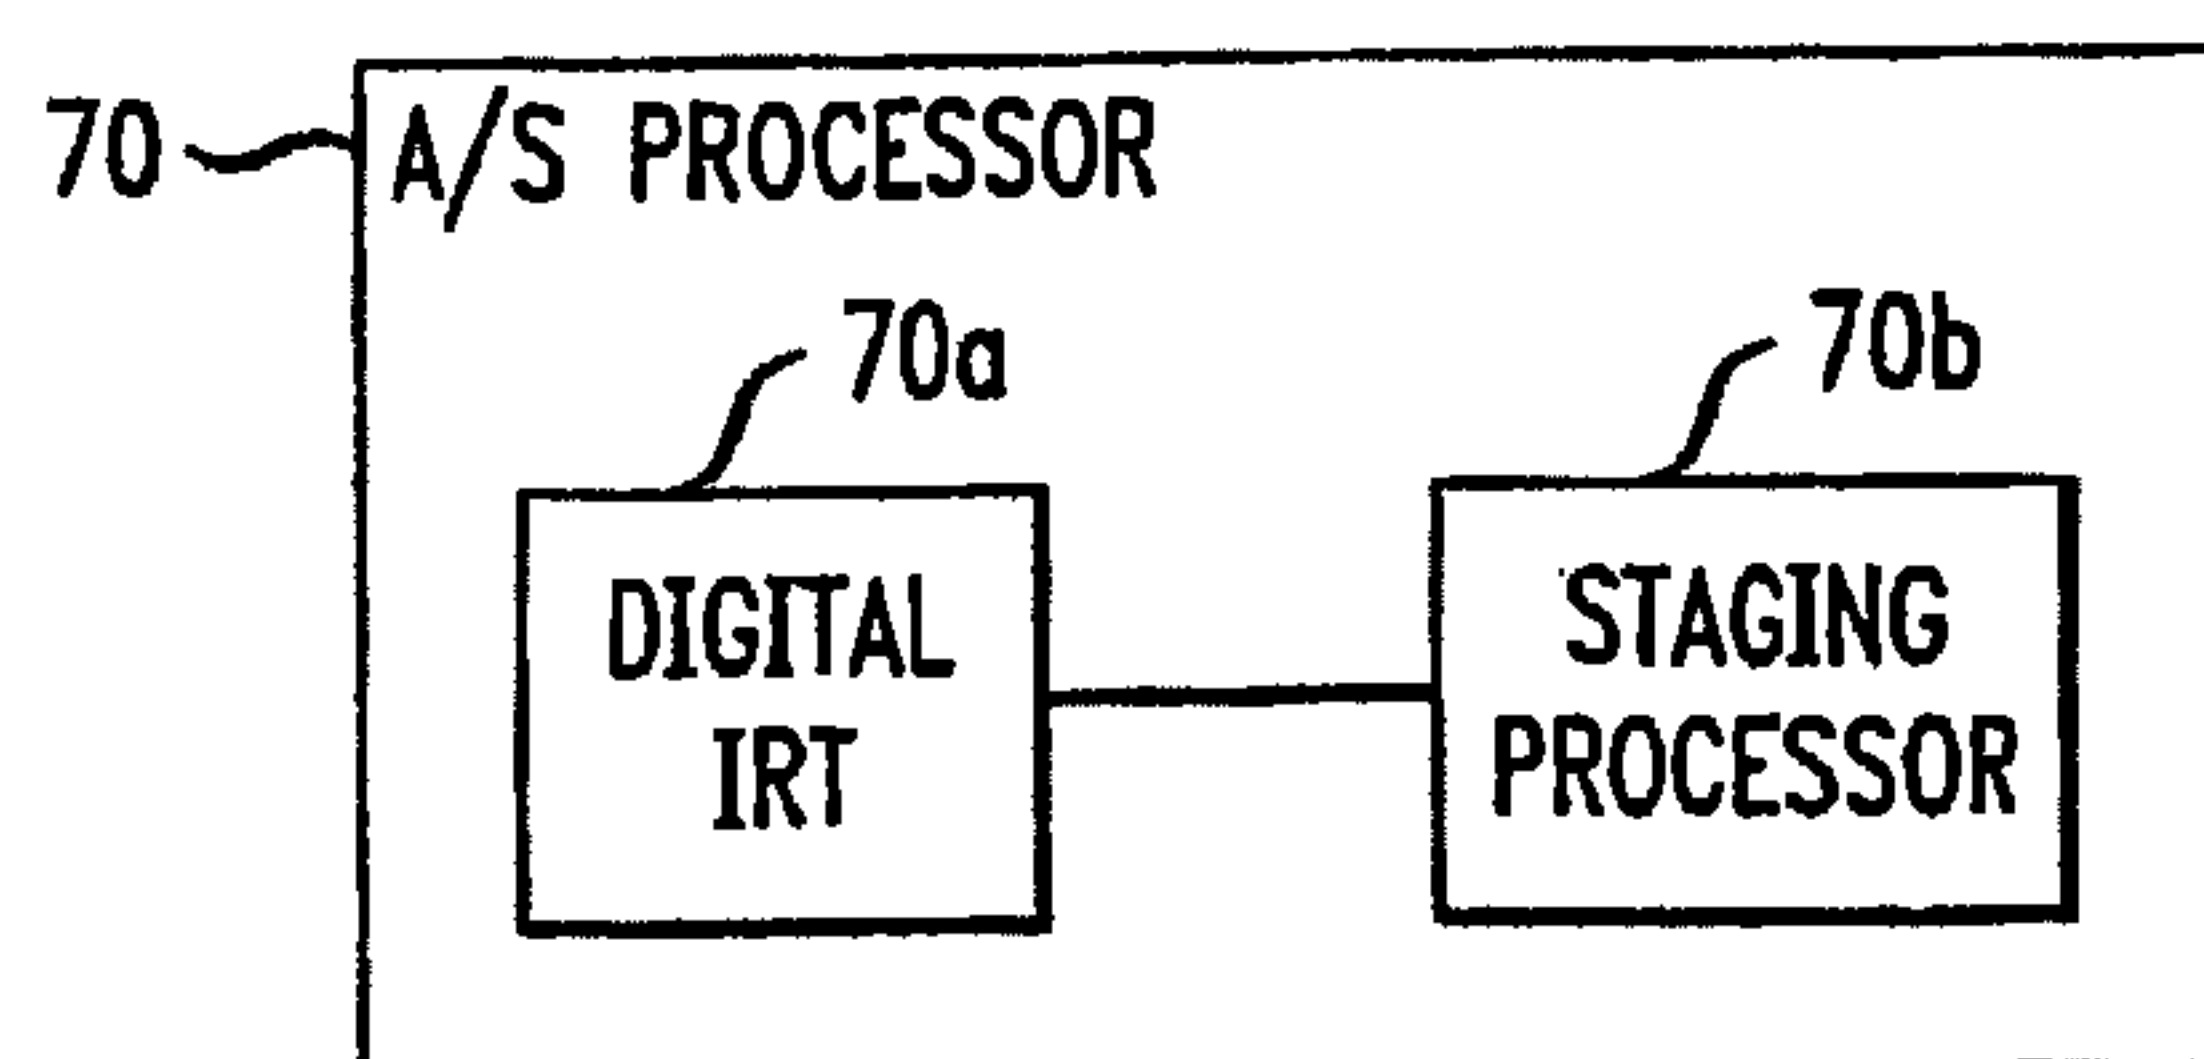 70
A/S PROCESSOR
70a
70b
DIGITAL
IRT
STAGING
PROCESSOR